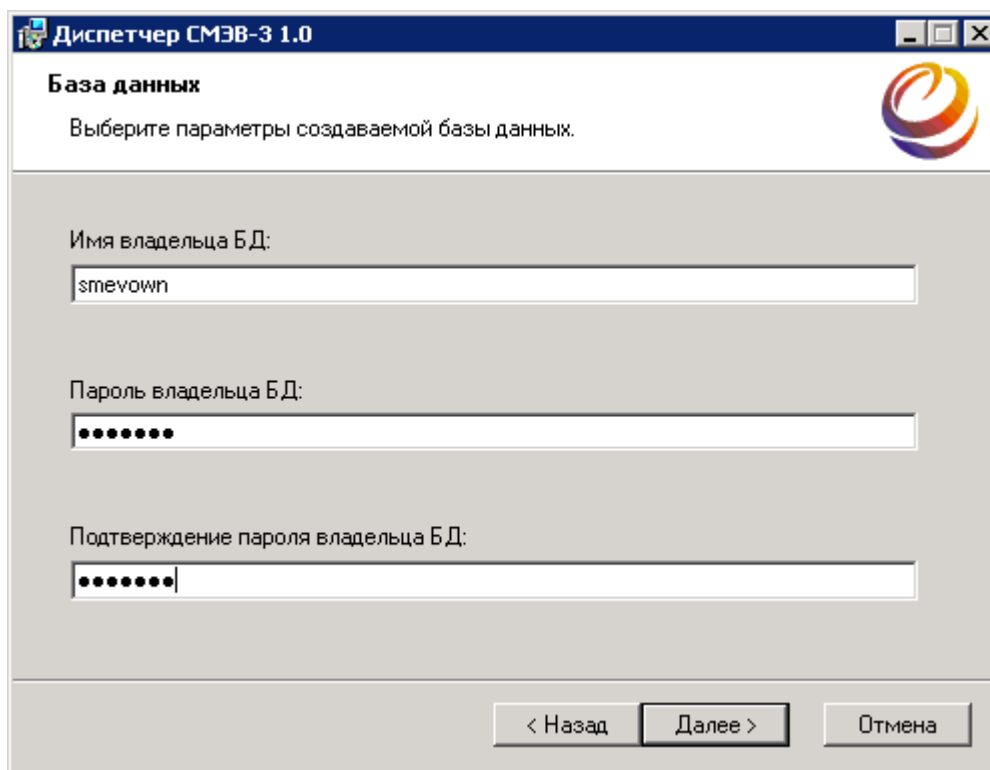 Диспетчер СМЭВ-3 1.0
База данных
Выберите параметры создаваемой базы данных.
Имя владельца БД:
smevown
Пароль владельца БД:
●●●●●●●
Подтверждение пароля владельца БД:
●●●●●●●
< Назад Далее > Отмена